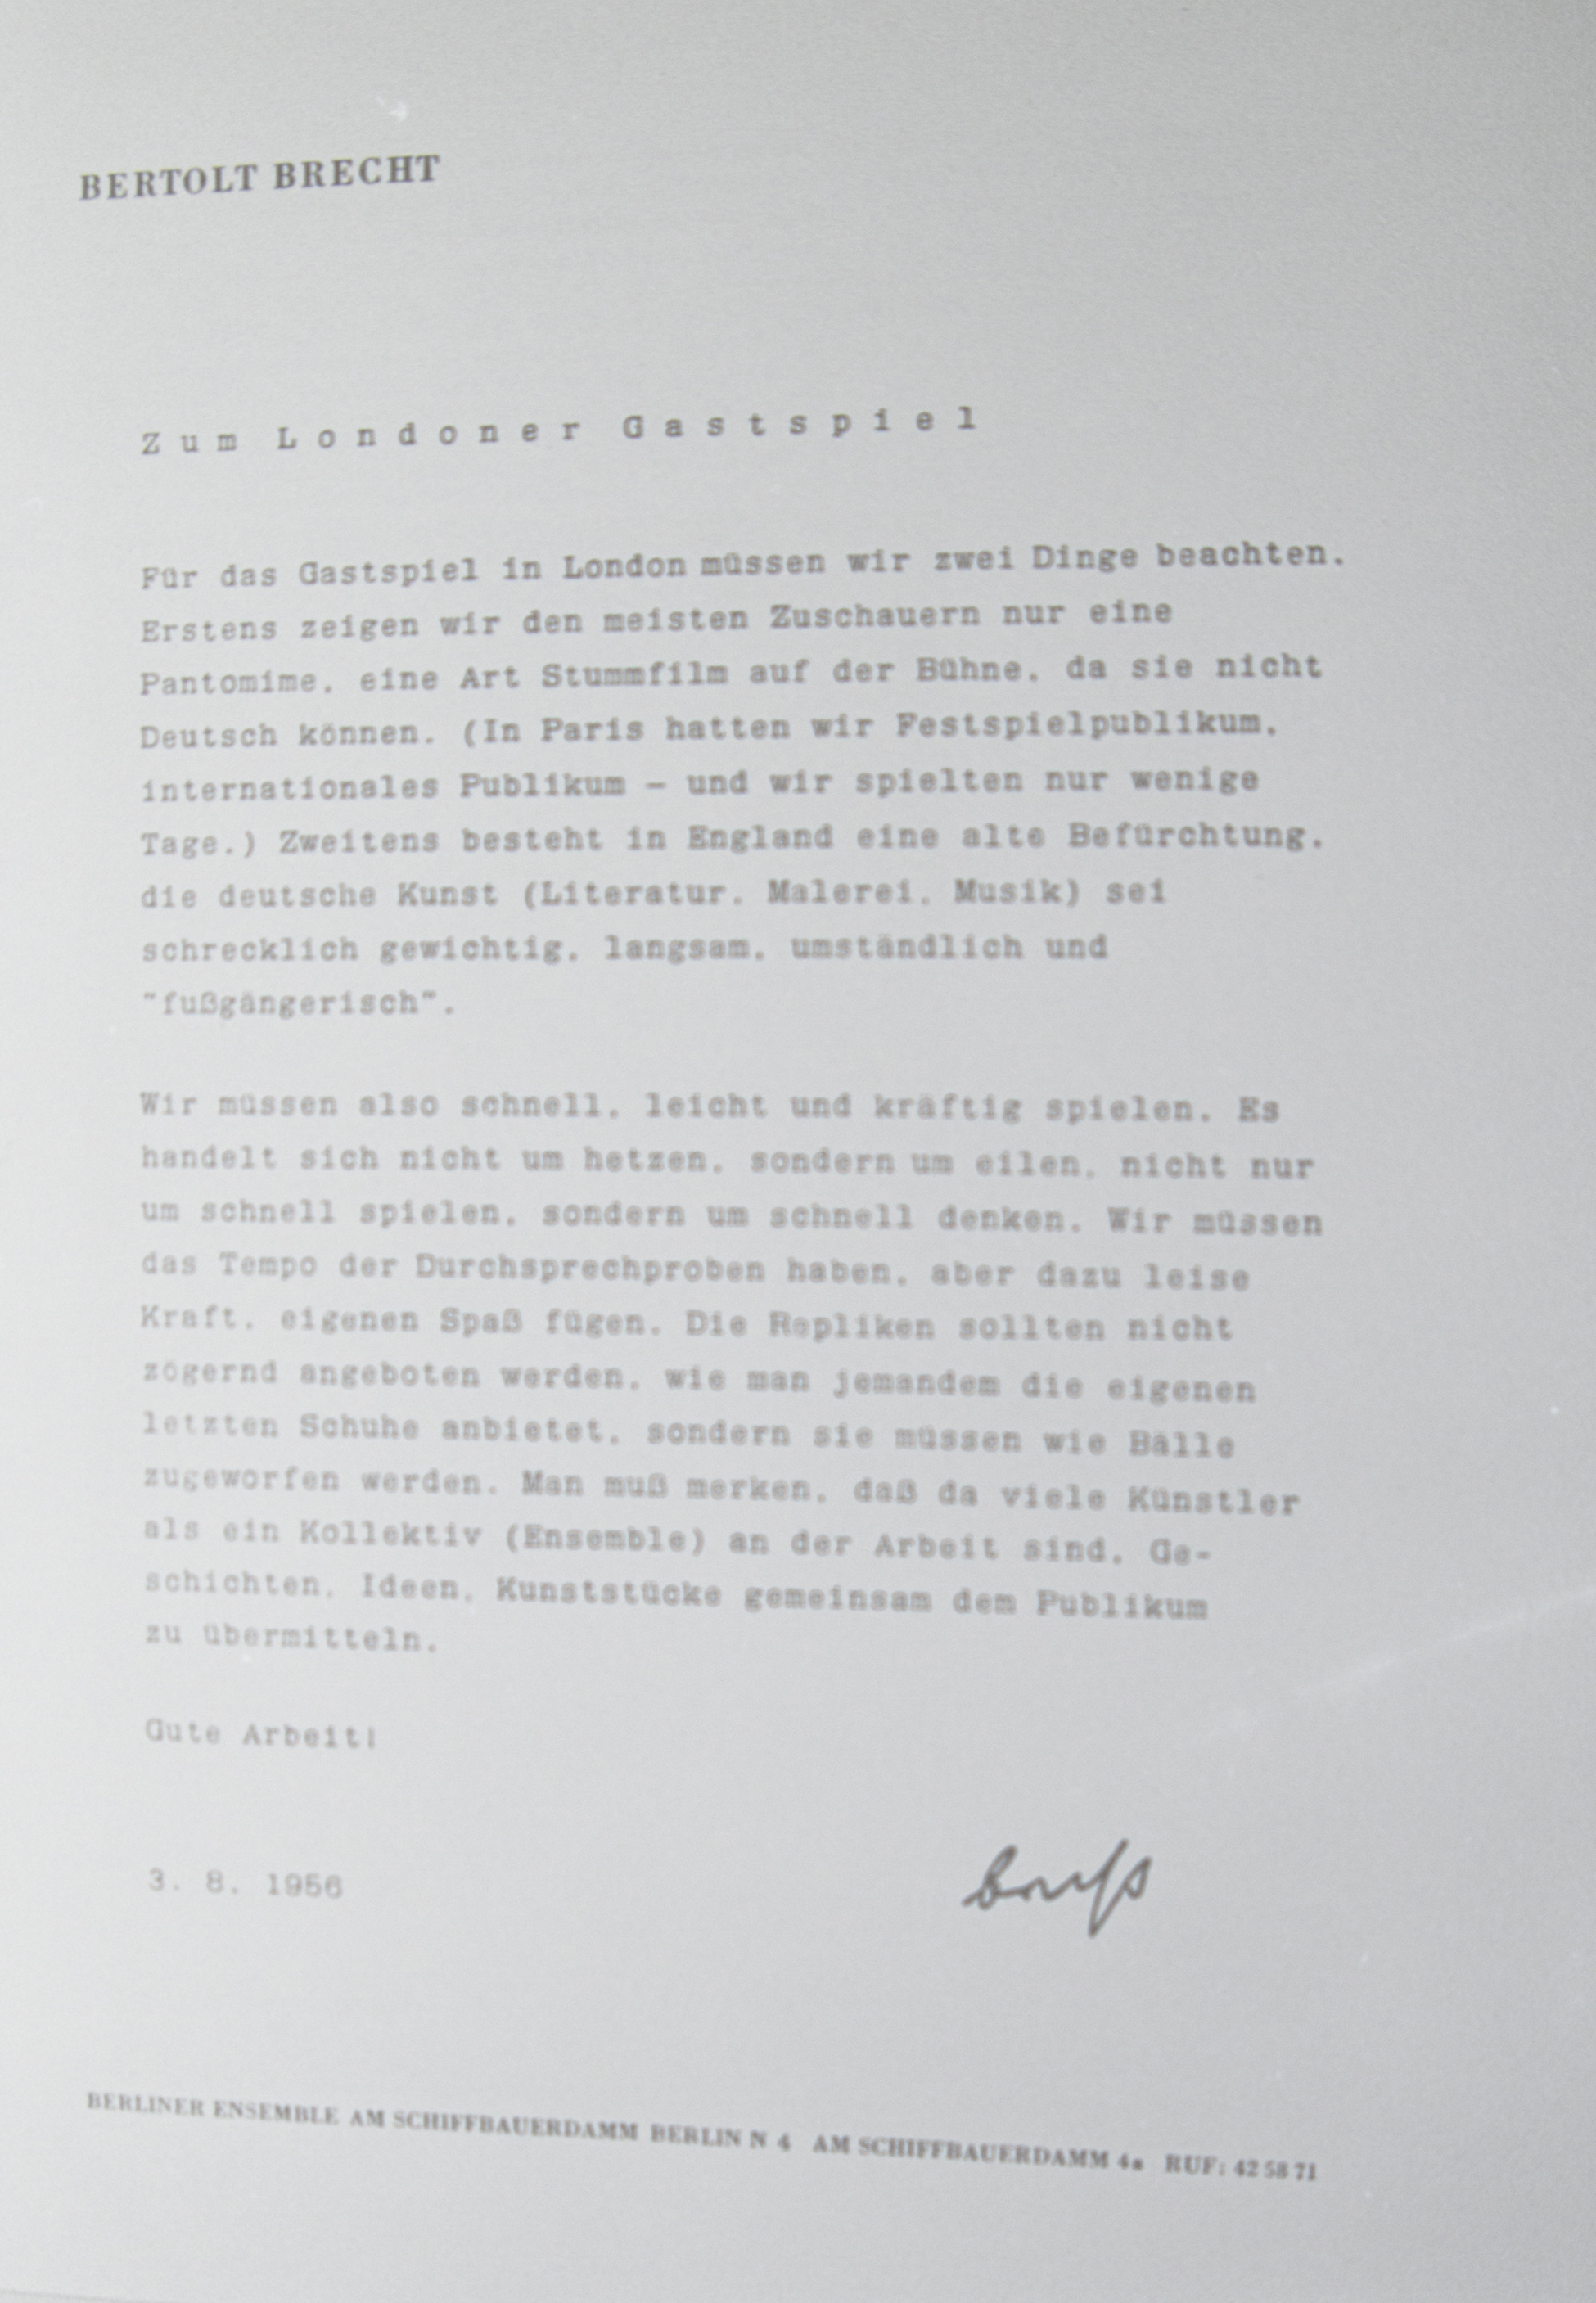 BERTOLT BRECHT
Zum Londoner Gastspiel
Für das Gastspiel in London müssen wir zwei Dinge beachten.
Erstens zeigen wir den meisten Zuschauern nur eine
Pantomime, eine Art Stummfilm auf der Bühne, da sie nicht
Deutsch können. (In Paris hatten wir Festspielpublikum,
internationales Publikum – und wir spielten nur wenige
Tage.) Zweitens besteht in England eine alte Befürchtung,
die deutsche Kunst (Literatur, Malerei, Musik) sei
schrecklich gewichtig, langsam, umständlich und
"fußgängerisch".
Wir müssen also schnell, leicht und kräftig spielen. Es
handelt sich nicht um hetzen, sondern um eilen, nicht nur
um schnell spielen, sondern um schnell denken. Wir müssen
das Tempo der Durchsprechproben haben, aber dazu leise
Kraft, eigenen Spaß fügen. Die Repliken sollten nicht
zögernd angeboten werden, wie man jemandem die eigenen
letzten Schuhe anbietet, sondern sie müssen wie Bälle
zugeworfen werden. Man muß merken, daß da viele Künstler
als ein Kollektiv (Ensemble) an der Arbeit sind, Ge-
schichten, Ideen, Kunststücke gemeinsam dem Publikum
zu übermitteln.
Gute Arbeit!
3. 8. 1956
BERLINER ENSEMBLE AM SCHIFFBAUERDAMM BERLIN N 4 AM SCHIFFBAUERDAMM 4a RUF: 42 58 71